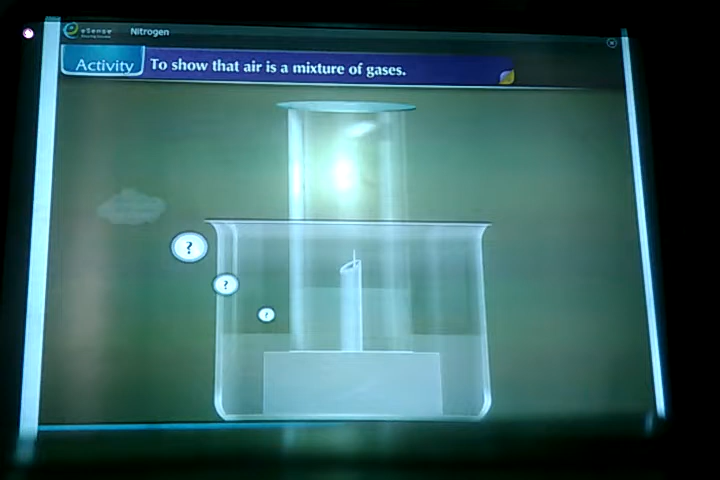 eSense
Nitrogen
Activity
To show that air is a mixture of gases.
?
?
?